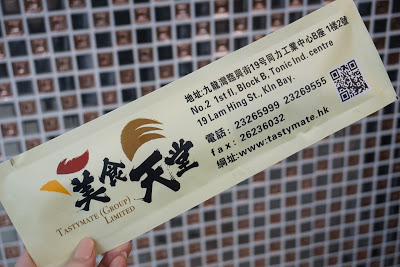 美食天堂
TASTYMATE (GROUP)
LIMITED
地址:九龍灣臨興街19號同力工業中心B座 1樓2號
No.2 1st fl., Block B, Tonic Ind. centre
19 Lam Hing St., Kln Bay.
電話: 23265999 23269555
fax: 26236032
網址:www.tastymate.hk